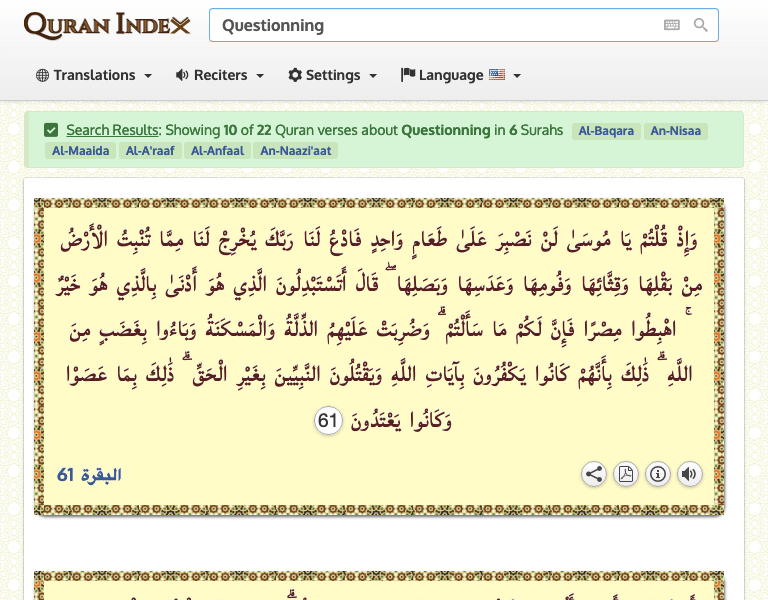 QURAN INDEX
Questionning
Translations Reciters Settings Language
Search Results: Showing 10 of 22 Quran verses about Questionning in 6 Surahs Al-Baqara An-Nisaa
Al-Maaida Al-A'raaf Al-Anfaal An-Naazi'aat
وَإِذْ قُلْتُمْ يَا مُوسَىٰ لَنْ نَصْبِرَ عَلَىٰ طَعَامٍ وَاحِدٍ فَادْعُ لَنَا رَبَّكَ يُخْرِجْ لَنَا مِمَّا تُنْبِتُ الْأَرْضُ
مِنْ بَقْلِهَا وَقِثَّائِهَا وَفُومِهَا وَعَدَسِهَا وَبَصَلِهَا ۖ قَالَ أَتَسْتَبْدِلُونَ الَّذِي هُوَ أَدْنَىٰ بِالَّذِي هُوَ خَيْرٌ
ۚ اهْبِطُوا مِصْرًا فَإِنَّ لَكُمْ مَا سَأَلْتُمْ ۗ وَضُرِبَتْ عَلَيْهِمُ الذِّلَّةُ وَالْمَسْكَنَةُ وَبَاءُوا بِغَضَبٍ مِنَ
اللَّهِ ۗ ذَٰلِكَ بِأَنَّهُمْ كَانُوا يَكْفُرُونَ بِآيَاتِ اللَّهِ وَيَقْتُلُونَ النَّبِيِّينَ بِغَيْرِ الْحَقِّ ۗ ذَٰلِكَ بِمَا عَصَوْا
وَكَانُوا يَعْتَدُونَ 61
البقرة 61